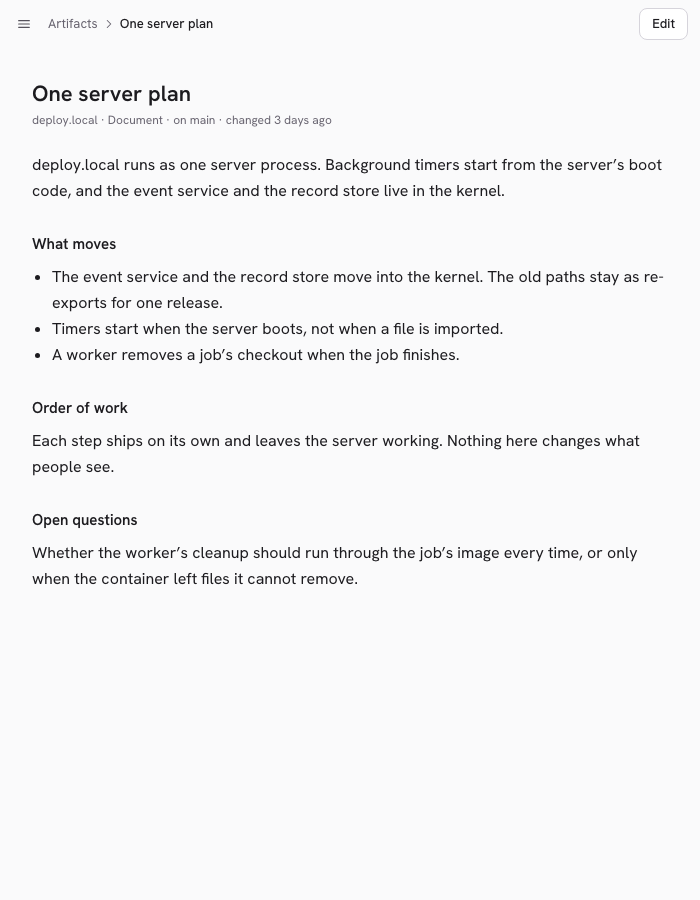 Artifacts > One server plan
Edit
One server plan
deploy.local · Document · on main · changed 3 days ago
deploy.local runs as one server process. Background timers start from the server’s boot
code, and the event service and the record store live in the kernel.
What moves
• The event service and the record store move into the kernel. The old paths stay as re-
exports for one release.
• Timers start when the server boots, not when a file is imported.
• A worker removes a job’s checkout when the job finishes.
Order of work
Each step ships on its own and leaves the server working. Nothing here changes what
people see.
Open questions
Whether the worker’s cleanup should run through the job’s image every time, or only
when the container left files it cannot remove.